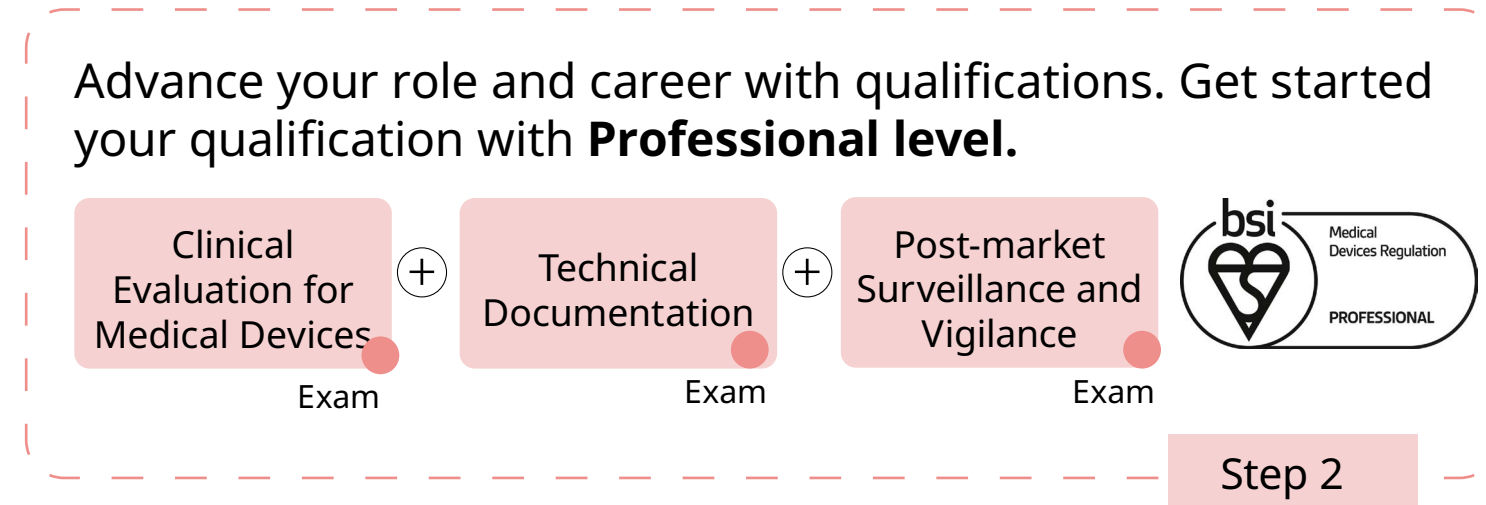 Advance your role and career with qualifications. Get started
your qualification with Professional level.
Clinical
Evaluation for
Medical Devices
Exam
+
Technical
Documentation
Exam
+
Post-market
Surveillance and
Vigilance
Exam
bsi
Medical
Devices Regulation
PROFESSIONAL
Step 2